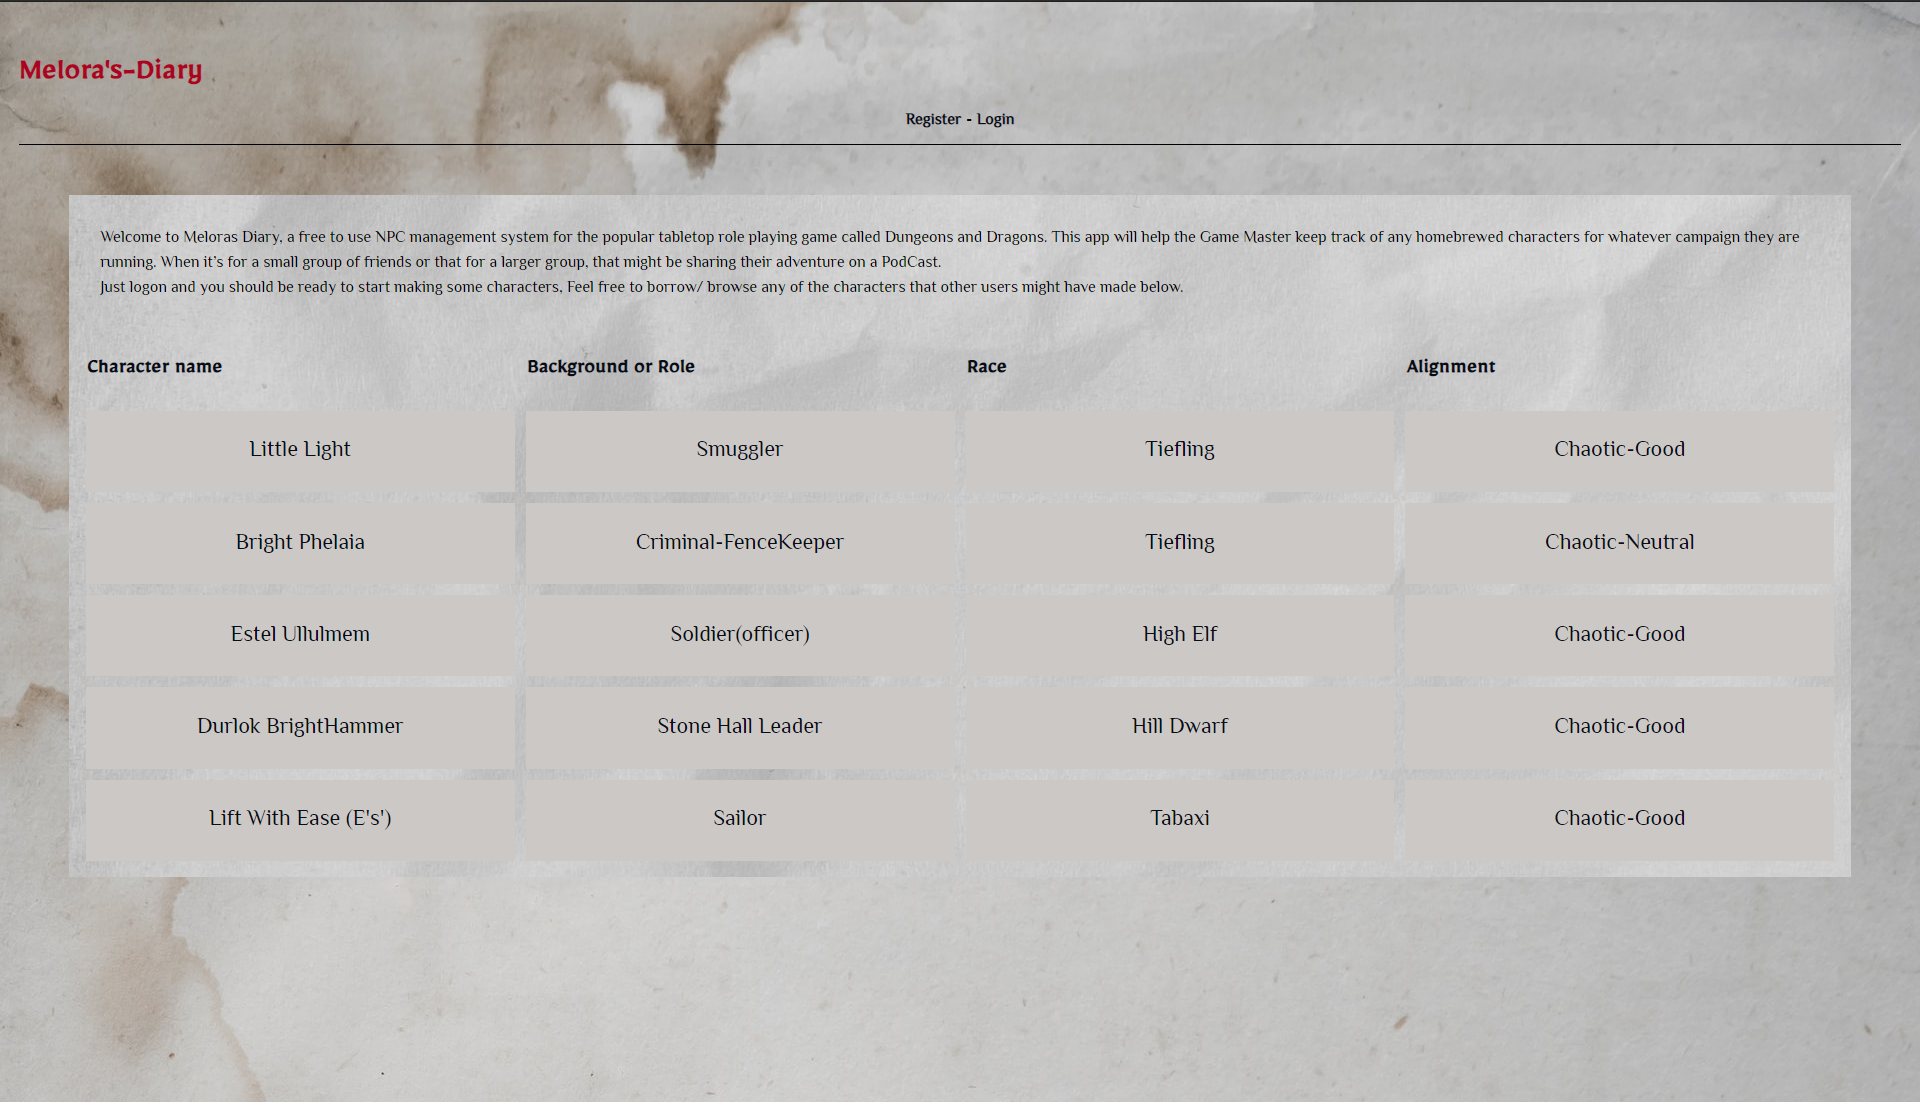 Melora's-Diary
Register - Login
Welcome to Meloras Diary, a free to use NPC management system for the popular tabletop role playing game called Dungeons and Dragons. This app will help the Game Master keep track of any homebrewed characters for whatever campaign they are
running. When it's for a small group of friends or that for a larger group, that might be sharing their adventure on a PodCast.
Just logon and you should be ready to start making some characters, Feel free to borrow/ browse any of the characters that other users might have made below.
Character name Background or Role Race Alignment
Little Light Smuggler Tiefling Chaotic-Good
Bright Phelaia Criminal-FenceKeeper Tiefling Chaotic-Neutral
Estel Ullulmem Soldier(officer) High Elf Chaotic-Good
Durlok BrightHammer Stone Hall Leader Hill Dwarf Chaotic-Good
Lift With Ease (E's') Sailor Tabaxi Chaotic-Good